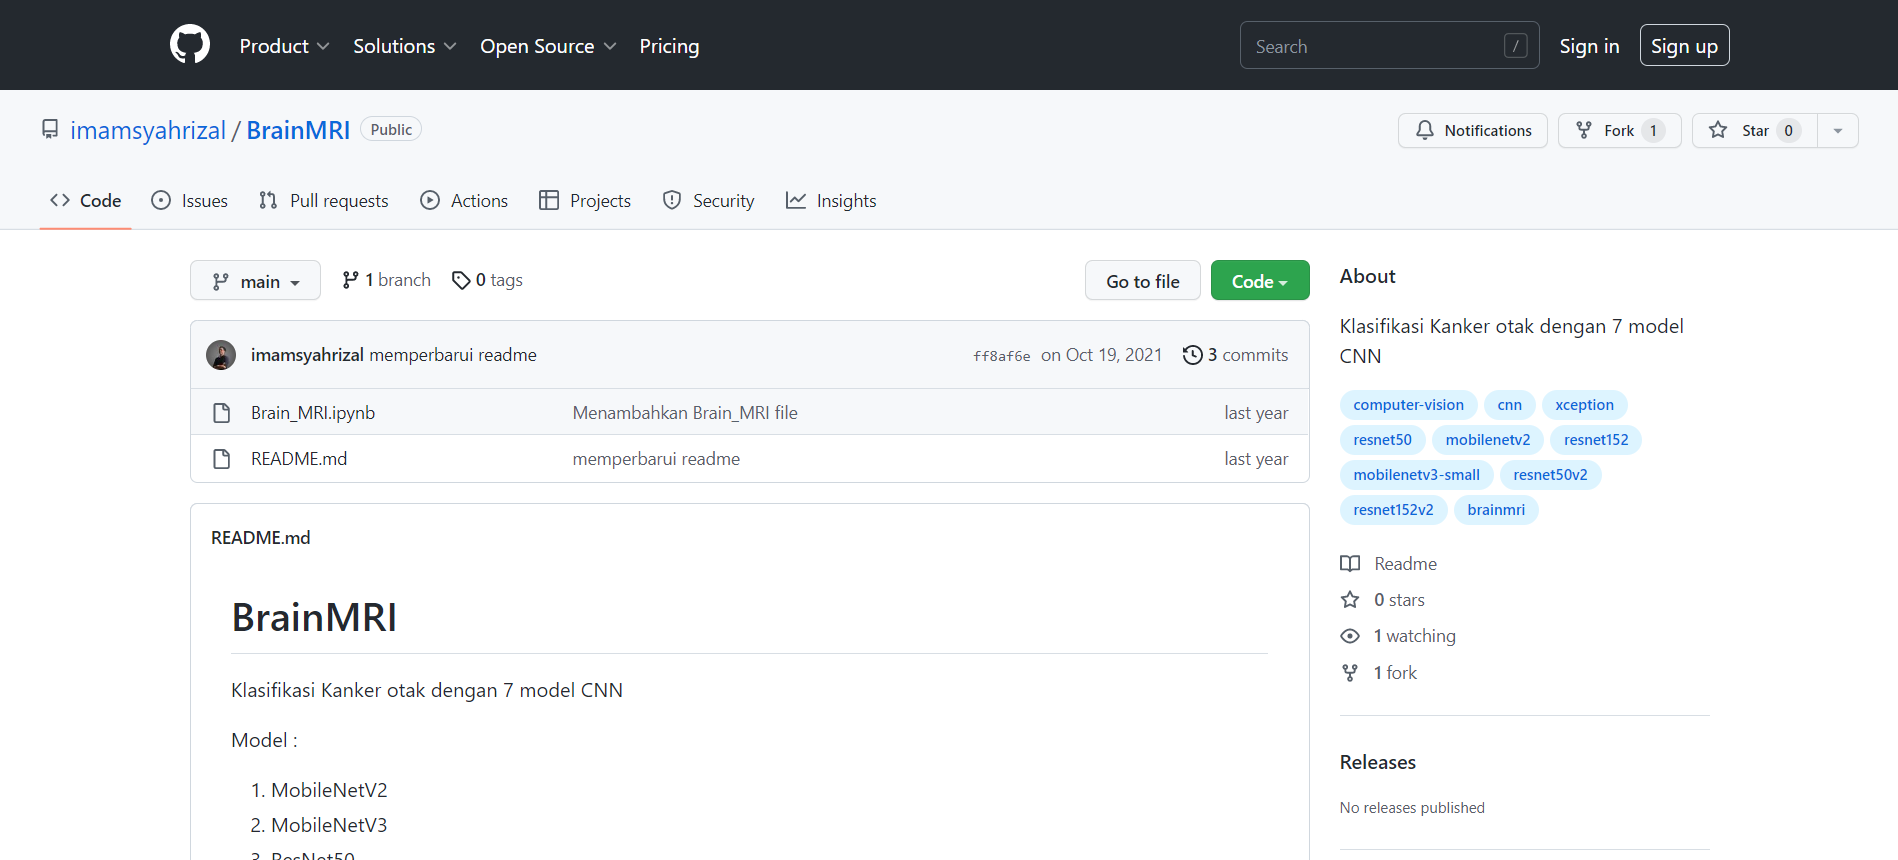 Product Solutions Open Source Pricing Search / Sign in Sign up
imamsyahrizal / BrainMRI Public Notifications Fork 1 Star 0
Code Issues Pull requests Actions Projects Security Insights
main 1 branch 0 tags Go to file Code
imamsyahrizal memperbarui readme ff8af6e on Oct 19, 2021 3 commits
Brain_MRI.ipynb Menambahkan Brain_MRI file last year
README.md memperbarui readme last year
README.md
BrainMRI
Klasifikasi Kanker otak dengan 7 model CNN
Model :
1. MobileNetV2
2. MobileNetV3
3. ResNet50
About
Klasifikasi Kanker otak dengan 7 model
CNN
computer-vision cnn xception
resnet50 mobilenetv2 resnet152
mobilenetv3-small resnet50v2
resnet152v2 brainmri
Readme
0 stars
1 watching
1 fork
Releases
No releases published